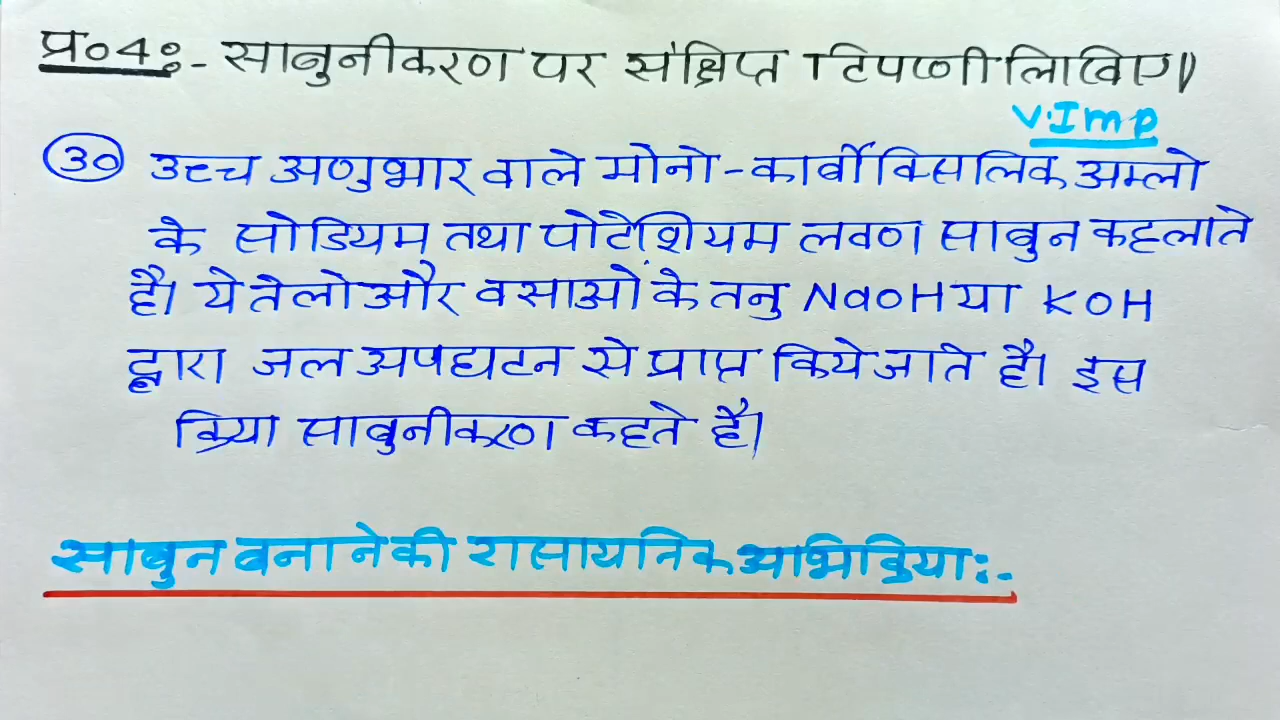 प्र०4:- साबुनीकरण पर संक्षिप्त टिपण्णी लिखिए।
V.Imp
उ० उच्च अणुभार वाले मोनो-कार्बोक्सिलिक अम्लो
के सोडियम तथा पोटेशियम लवण साबुन कहलाते
है। ये तेलो और वसाओं के तनु NaOH या KOH
द्वारा जल अपघटन से प्राप्त किये जाते है। इस
क्रिया साबुनीकरण कहते है।
साबुन बनाने की रासायनिक अभिक्रिया:-